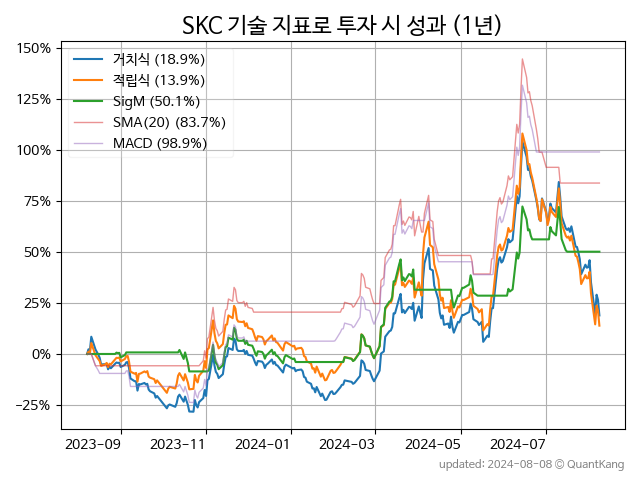 SKC 기술 지표로 투자 시 성과 (1년)
150%
125%
100%
75%
50%
25%
0%
−25%
거치식 (18.9%)
적립식 (13.9%)
SigM (50.1%)
SMA(20) (83.7%)
MACD (98.9%)
2023-09
2023-11
2024-01
2024-03
2024-05
2024-07
updated: 2024-08-08 © QuantKang